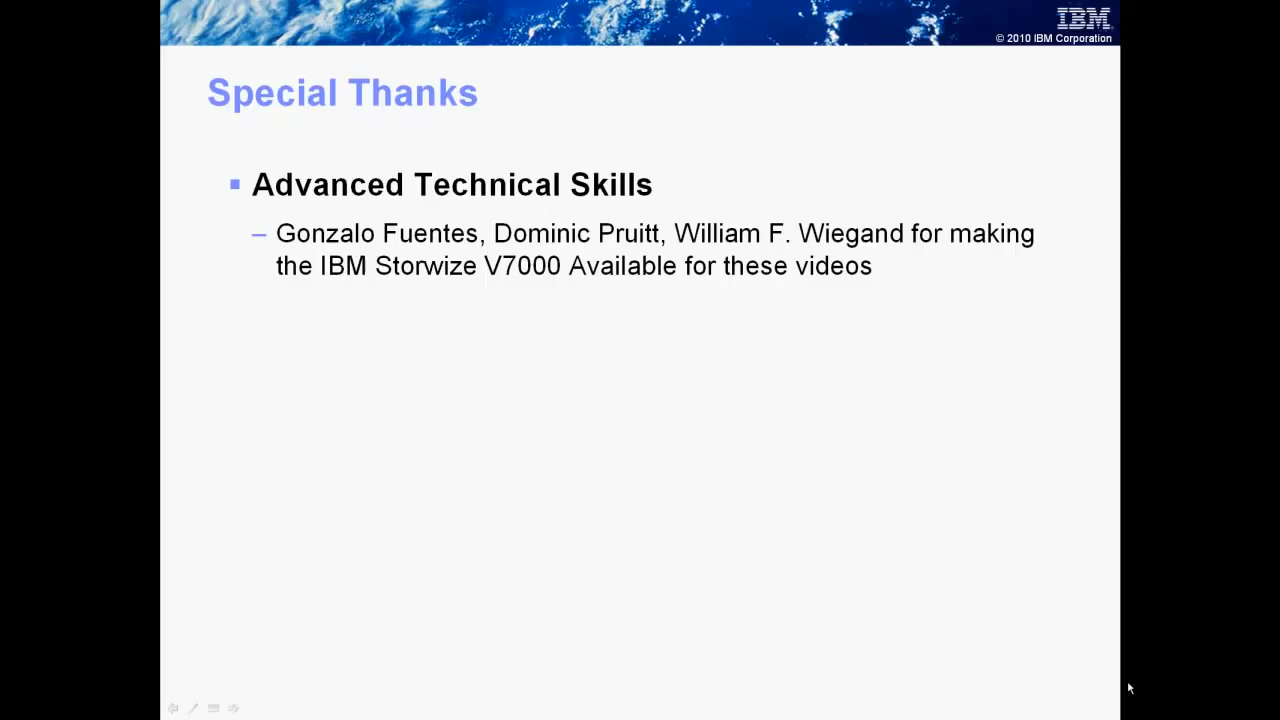 IBM
© 2010 IBM Corporation
Special Thanks
Advanced Technical Skills
– Gonzalo Fuentes, Dominic Pruitt, William F. Wiegand for making
the IBM Storwize V7000 Available for these videos